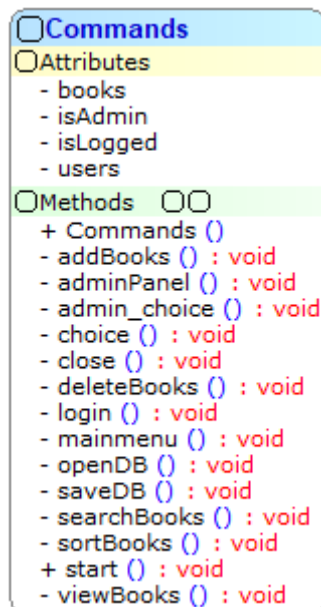 Commands
Attributes
- books
- isAdmin
- isLogged
- users
Methods
+ Commands ()
- addBooks () : void
- adminPanel () : void
- admin_choice () : void
- choice () : void
- close () : void
- deleteBooks () : void
- login () : void
- mainmenu () : void
- openDB () : void
- saveDB () : void
- searchBooks () : void
- sortBooks () : void
+ start () : void
- viewBooks () : void